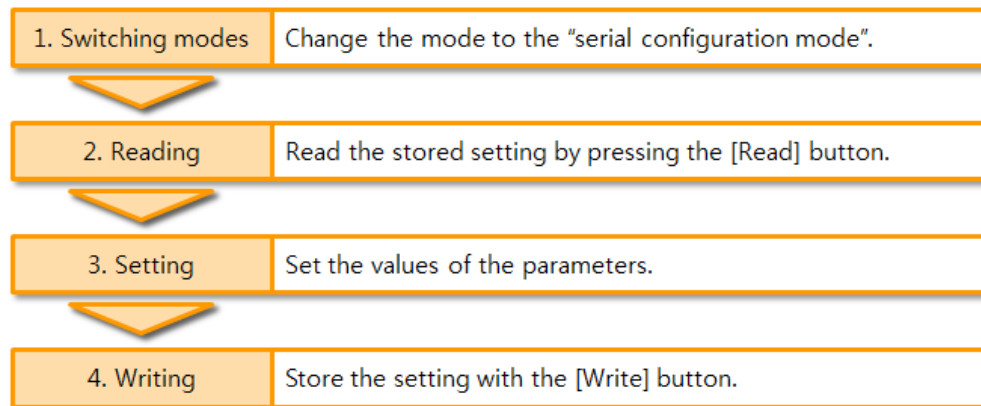 1. Switching modes Change the mode to the “serial configuration mode”.
2. Reading Read the stored setting by pressing the [Read] button.
3. Setting Set the values of the parameters.
4. Writing Store the setting with the [Write] button.